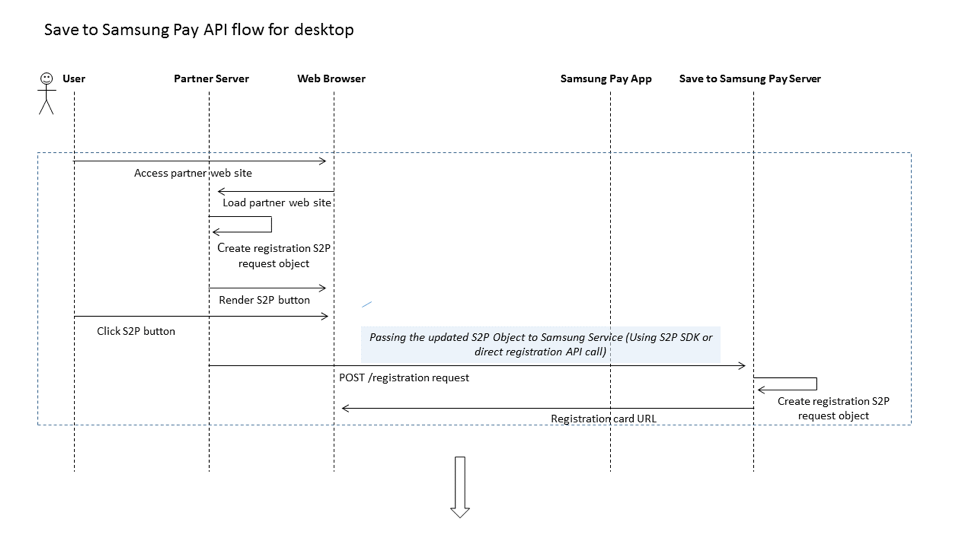 Save to Samsung Pay API flow for desktop
User
Partner Server
Web Browser
Samsung Pay App
Save to Samsung Pay Server
Access partner web site
Load partner web site
Create registration S2P
request object
Render S2P button
Click S2P button
Passing the updated S2P Object to Samsung Service (Using S2P SDK or
direct registration API call)
POST /registration request
Create registration S2P
request object
Registration card URL